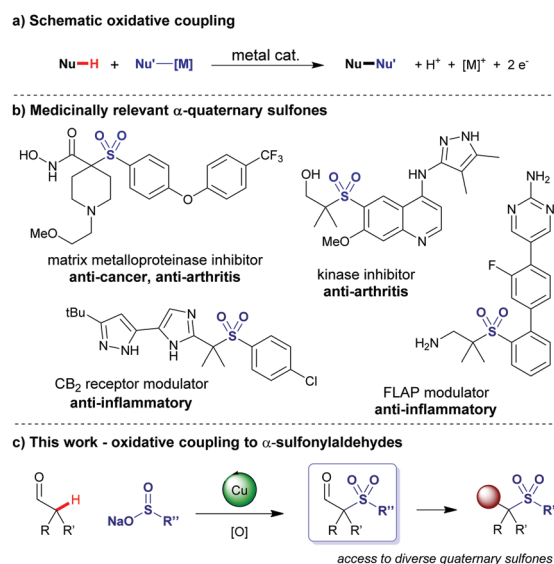 a) Schematic oxidative coupling
metal cat.
Nu—H + Nu'—[M] Nu—Nu' + H⁺ + [M]⁺ + 2 e⁻
b) Medicinally relevant α-quaternary sulfones
O O O
HO S
N
H
CF₃
O
N
MeO
matrix metalloproteinase inhibitor
anti-cancer, anti-arthritis
N NH
HN
OH O O
S
MeO N
kinase inhibitor
anti-arthritis
NH₂
N N
F
O O
S
H₂N
FLAP modulator
anti-inflammatory
tBu N
N NH N
H
O O
S
Cl
CB₂ receptor modulator
anti-inflammatory
c) This work - oxidative coupling to α-sulfonylaldehydes
O H
R R'
O
S
NaO R''
Cu
[O]
O O O
S
R''
R R'
O O
S
R''
R R'
access to diverse quaternary sulfones